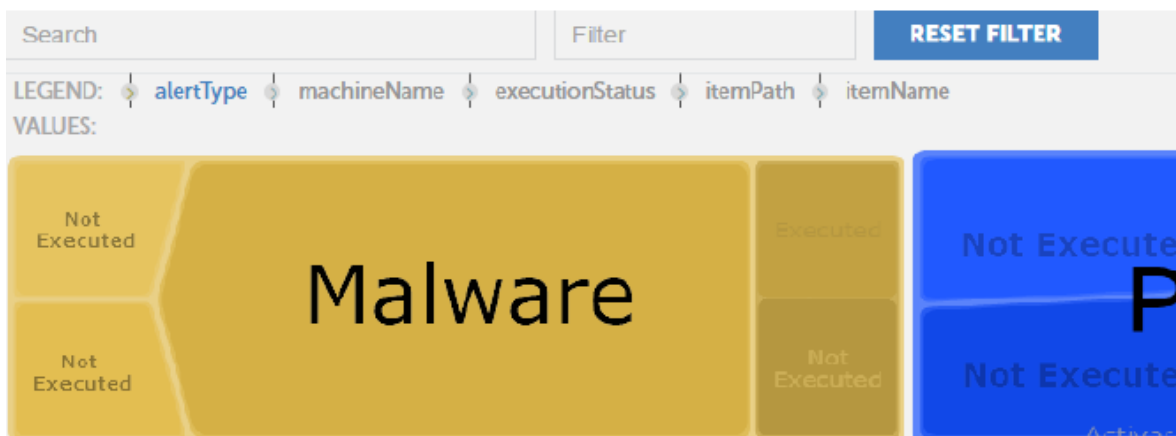 Search
Filter
RESET FILTER
LEGEND: alertType machineName executionStatus itemPath itemName
VALUES:
Not
Executed
Malware
Executed
Not Execute
P
Not
Executed
Not
Executed
Not Execute